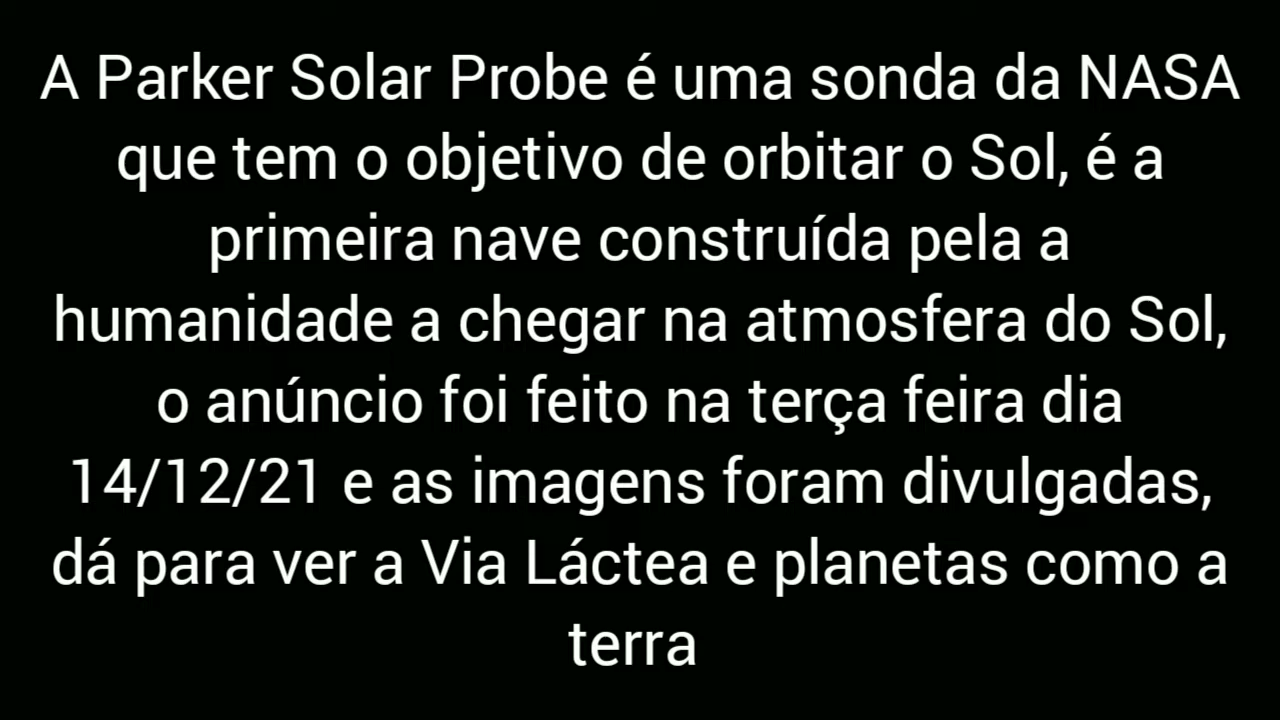 A Parker Solar Probe é uma sonda da NASA
que tem o objetivo de orbitar o Sol, é a
primeira nave construída pela a
humanidade a chegar na atmosfera do Sol,
o anúncio foi feito na terça feira dia
14/12/21 e as imagens foram divulgadas,
dá para ver a Via Láctea e planetas como a
terra